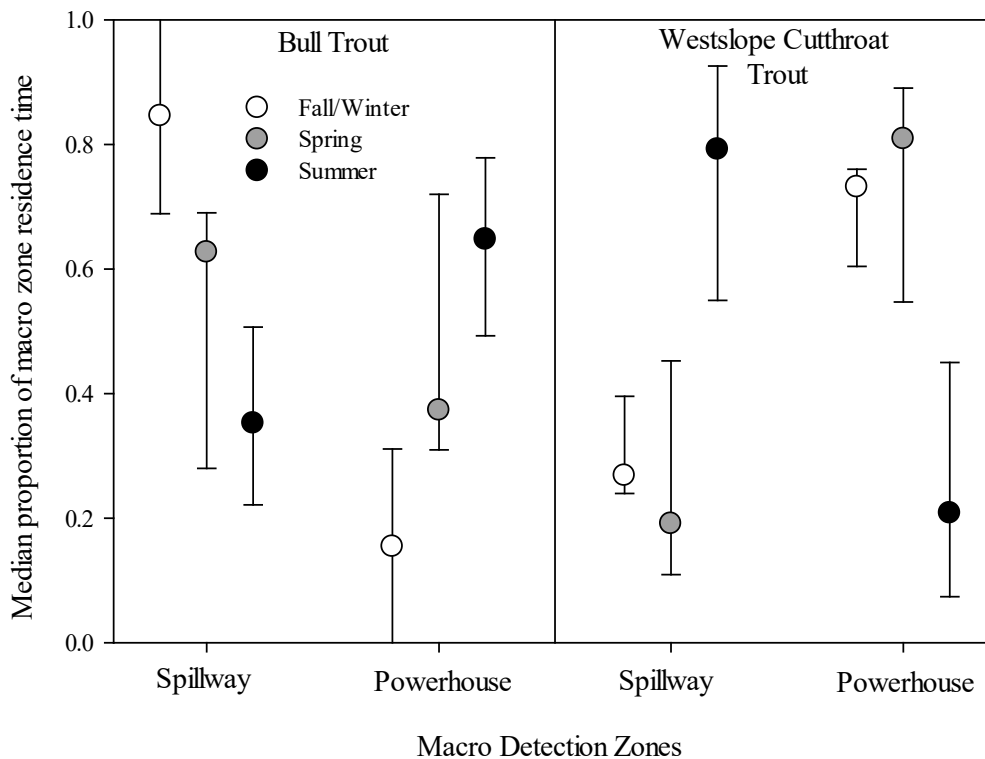 Median proportion of macro zone residence time
1.0
0.8
0.6
0.4
0.2
0.0
Bull Trout
Fall/Winter
Spring
Summer
Westslope Cutthroat
Trout
Spillway
Powerhouse
Spillway
Powerhouse
Macro Detection Zones